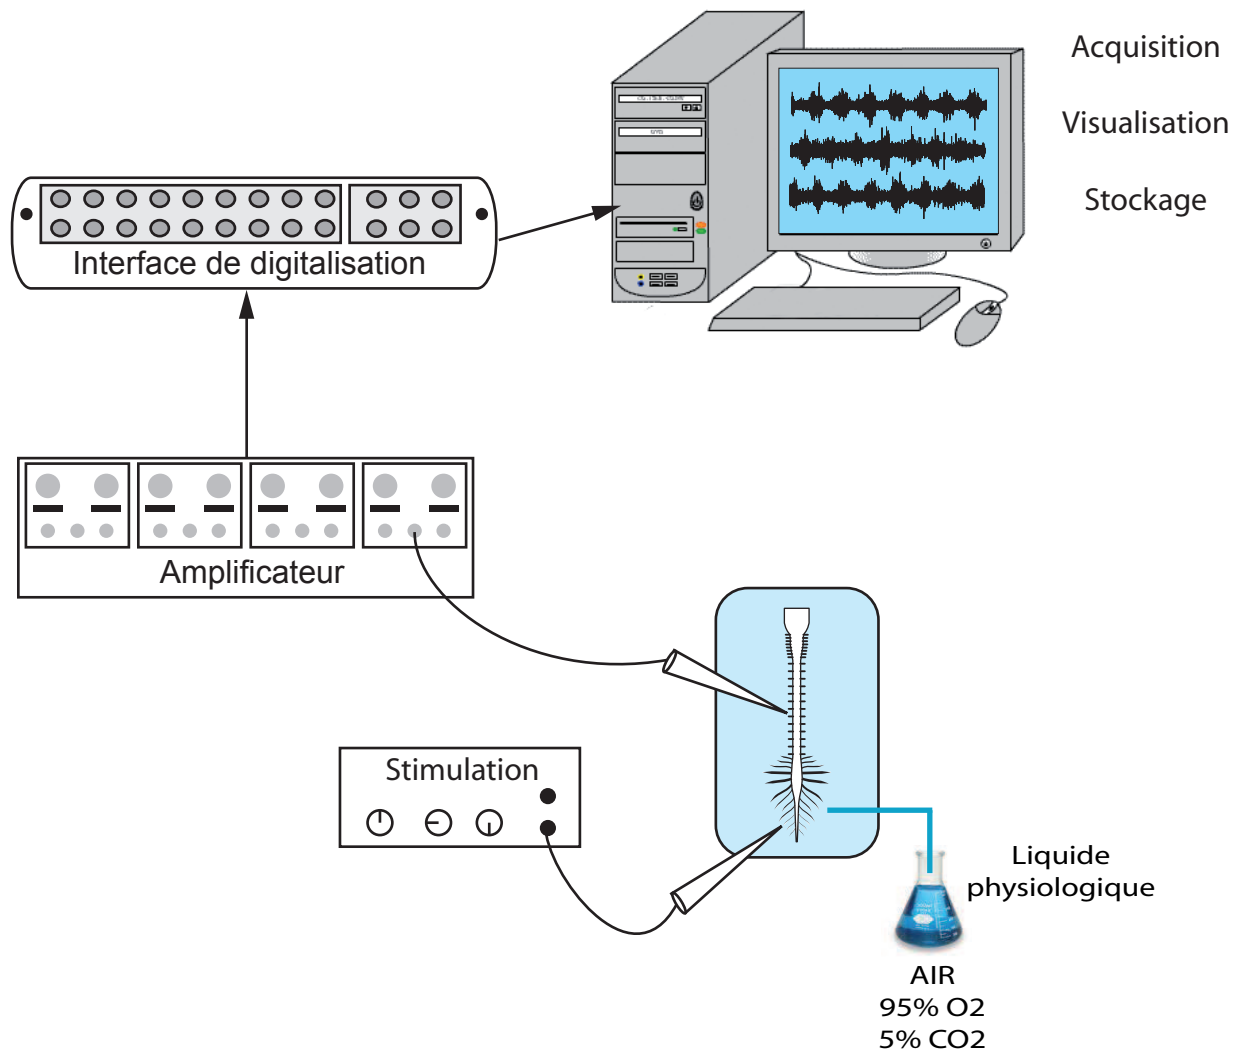 Acquisition
Visualisation
Stockage
Interface de digitalisation
Amplificateur
Stimulation
Liquide
physiologique
AIR
95% O2
5% CO2